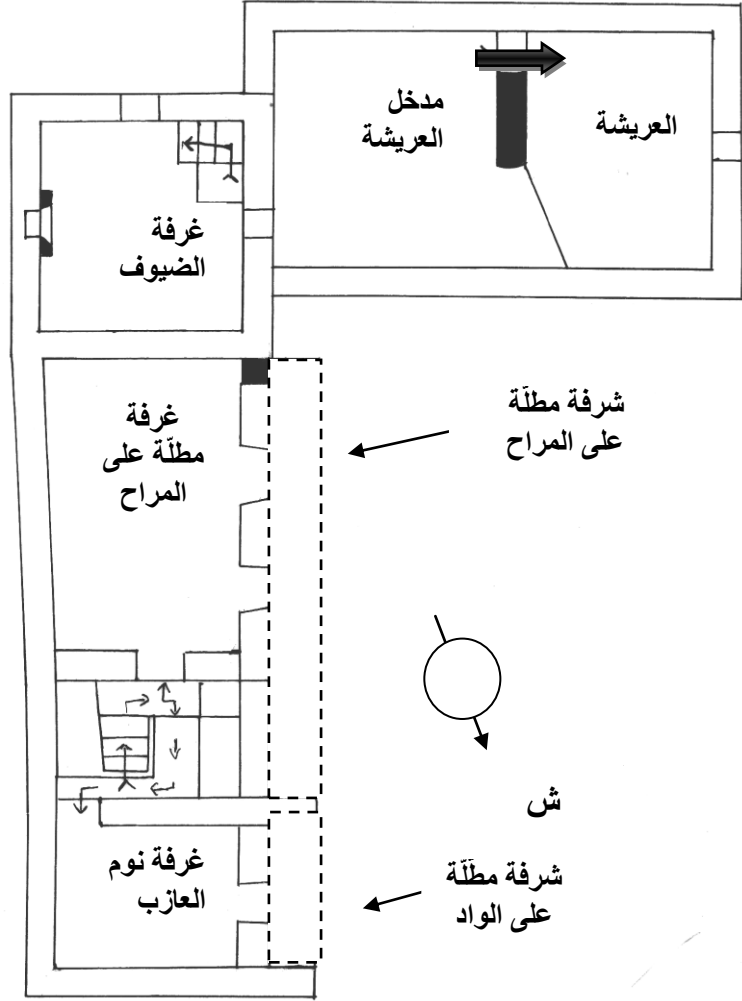 مدخل
العريشة
العريشة
غرفة
الضيوف
غرفة
مطلّة على
المراح
شرفة مطلّة
على المراح
ش
غرفة نوم
العازب
شرفة مطلّة
على الواد